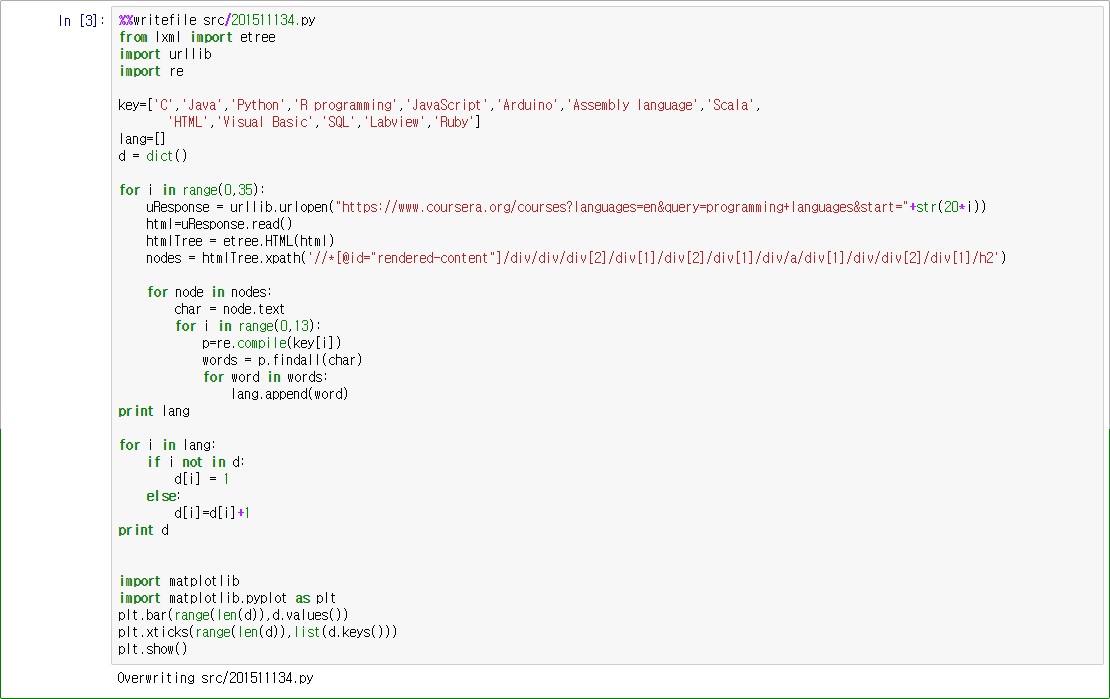 In [3]: %%writefile src/201511134.py
from lxml import etree
import urllib
import re
key=['C','Java','Python','R programming','JavaScript','Arduino','Assembly language','Scala',
'HTML','Visual Basic','SQL','Labview','Ruby']
lang=[]
d = dict()
for i in range(0,35):
uResponse = urllib.urlopen("https://www.coursera.org/courses?languages=en&query=programming+languages&start="+str(20*i))
html=uResponse.read()
htmlTree = etree.HTML(html)
nodes = htmlTree.xpath('//*[@id="rendered-content"]/div/div/div[2]/div[1]/div[2]/div[1]/div/a/div[1]/div/div[2]/div[1]/h2')
for node in nodes:
char = node.text
for i in range(0,13):
p=re.compile(key[i])
words = p.findall(char)
for word in words:
lang.append(word)
print lang
for i in lang:
if i not in d:
d[i] = 1
else:
d[i]=d[i]+1
print d
import matplotlib
import matplotlib.pyplot as plt
plt.bar(range(len(d)),d.values())
plt.xticks(range(len(d)),list(d.keys()))
plt.show()
Overwriting src/201511134.py